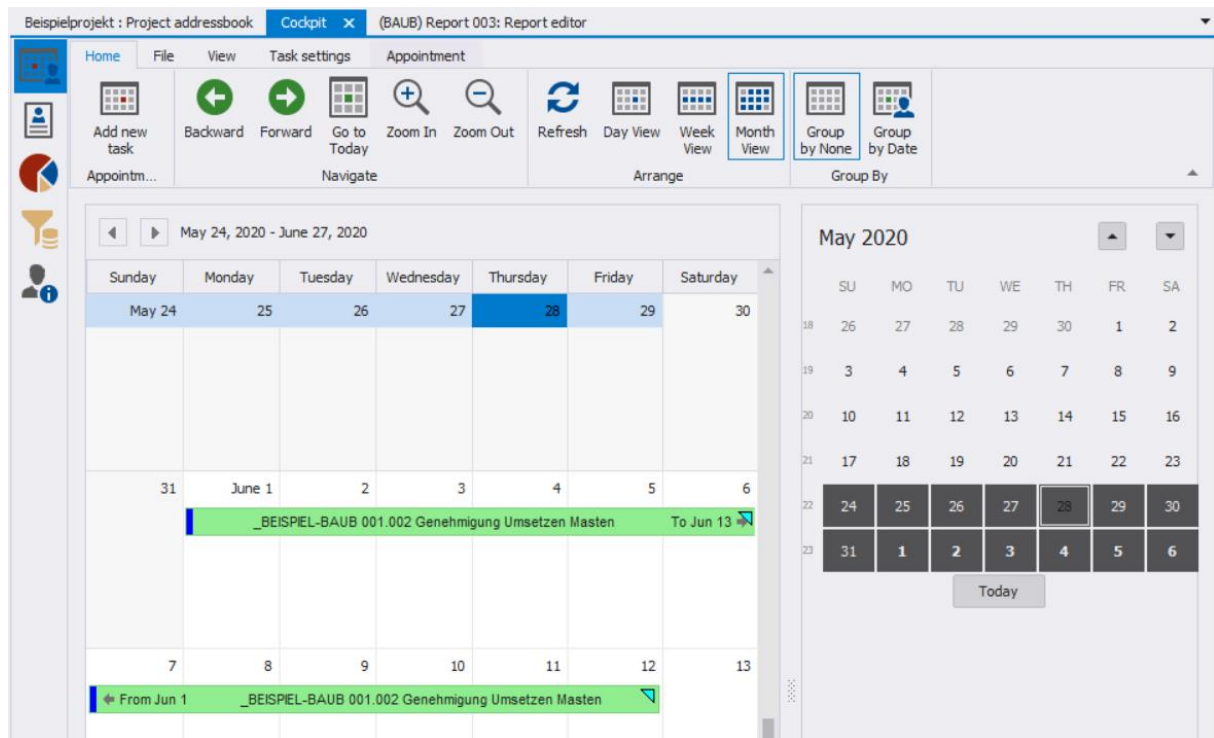 Beispielprojekt : Project addressbook Cockpit × (BAUB) Report 003: Report editor
Home File View Task settings Appointment
Add new task
Backward
Forward
Go to Today
Zoom In
Zoom Out
Refresh
Day View
Week View
Month View
Group by None
Group by Date
Appointm... Navigate Arrange Group By
May 24, 2020 - June 27, 2020
Sunday Monday Tuesday Wednesday Thursday Friday Saturday
May 24 25 26 27 28 29 30
31 June 1 2 3 4 5 6
_BEISPIEL-BAUB 001.002 Genehmigung Umsetzen Masten To Jun 13
7 8 9 10 11 12 13
From Jun 1 _BEISPIEL-BAUB 001.002 Genehmigung Umsetzen Masten
May 2020
SU MO TU WE TH FR SA
18 26 27 28 29 30 1 2
19 3 4 5 6 7 8 9
20 10 11 12 13 14 15 16
21 17 18 19 20 21 22 23
22 24 25 26 27 28 29 30
23 31 1 2 3 4 5 6
Today